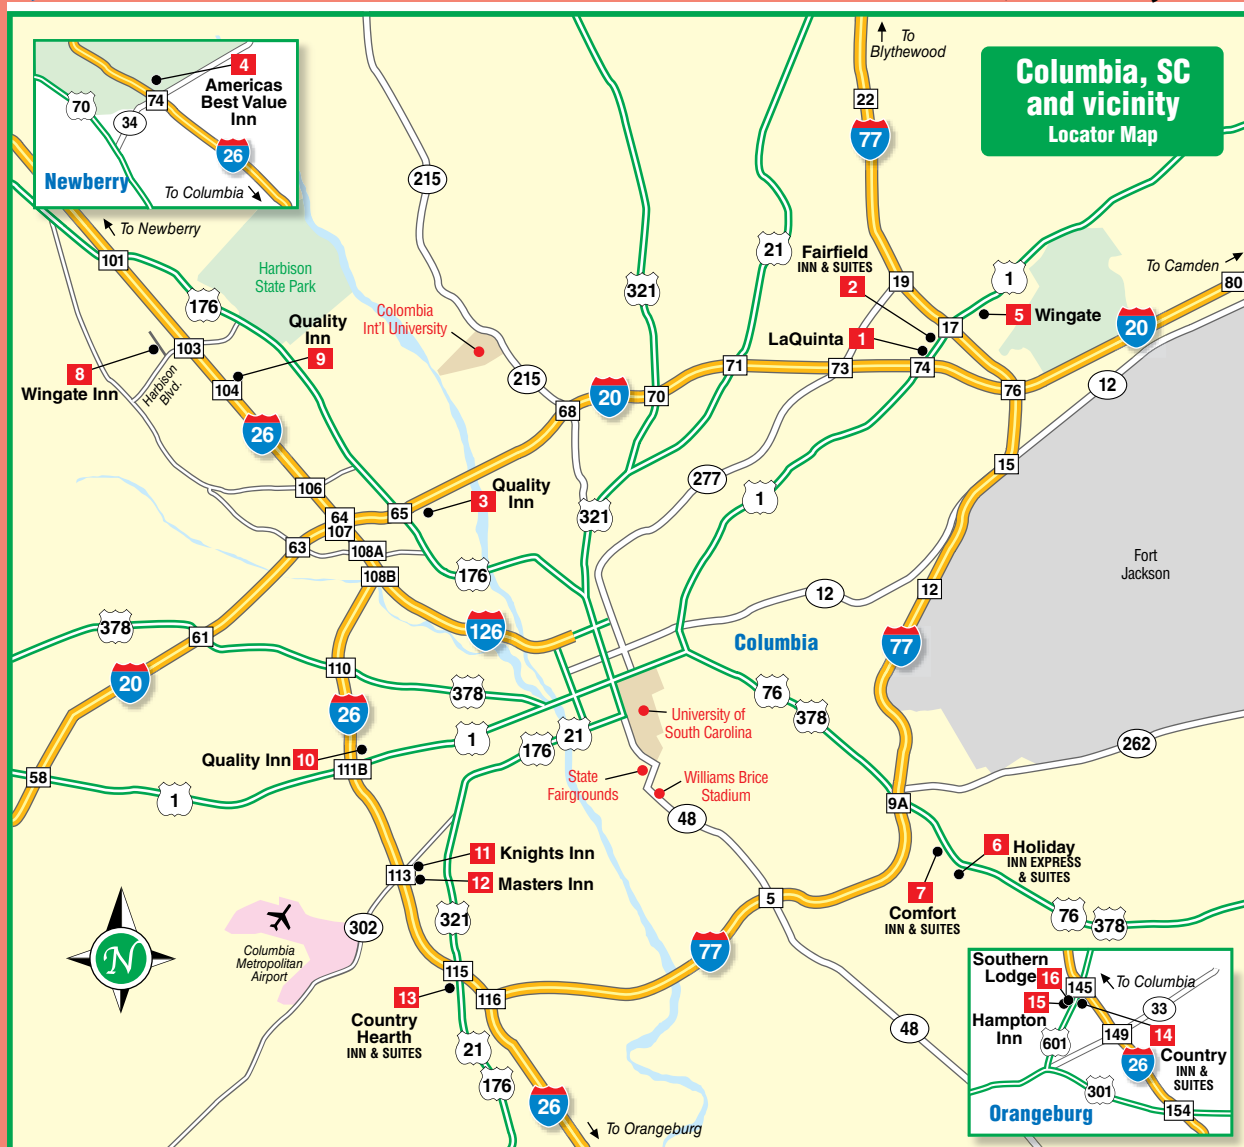 Columbia, SC
and vicinity
Locator Map
To
Blythewood
22
77
4
Americas
Best Value
Inn
74
70
34
26
Newberry
To Columbia
To Newberry
101
176
Harbison
State Park
215
Colombia
Int'l University
321
21
Fairfield
INN & SUITES
2
19
1
To Camden
80
5 Wingate
17
20
LaQuinta 1
Quality
Inn
9
103
8
Wingate Inn
Harbison
Blvd.
104
26
215
20
68
70
71
73
74
76
12
15
277
1
106
3
Quality
Inn
321
64
107
65
63
108A
108B
176
Fort
Jackson
12
12
378
61
126
Columbia
77
20
110
378
26
76
378
University of
South Carolina
21
1
176
Quality Inn 10
111B
58
1
State
Fairgrounds
Williams Brice
Stadium
262
48
9A
11 Knights Inn
12 Masters Inn
113
6 Holiday
INN EXPRESS
& SUITES
7
Comfort
INN & SUITES
5
76
378
N
302
321
Columbia
Metropolitan
Airport
77
115
116
13
Country
Hearth
INN & SUITES
21
176
26
To Orangeburg
48
Southern
Lodge 16
145
To Columbia
15
Hampton
Inn
33
149
14
601
26
Country
INN &
SUITES
301
154
Orangeburg